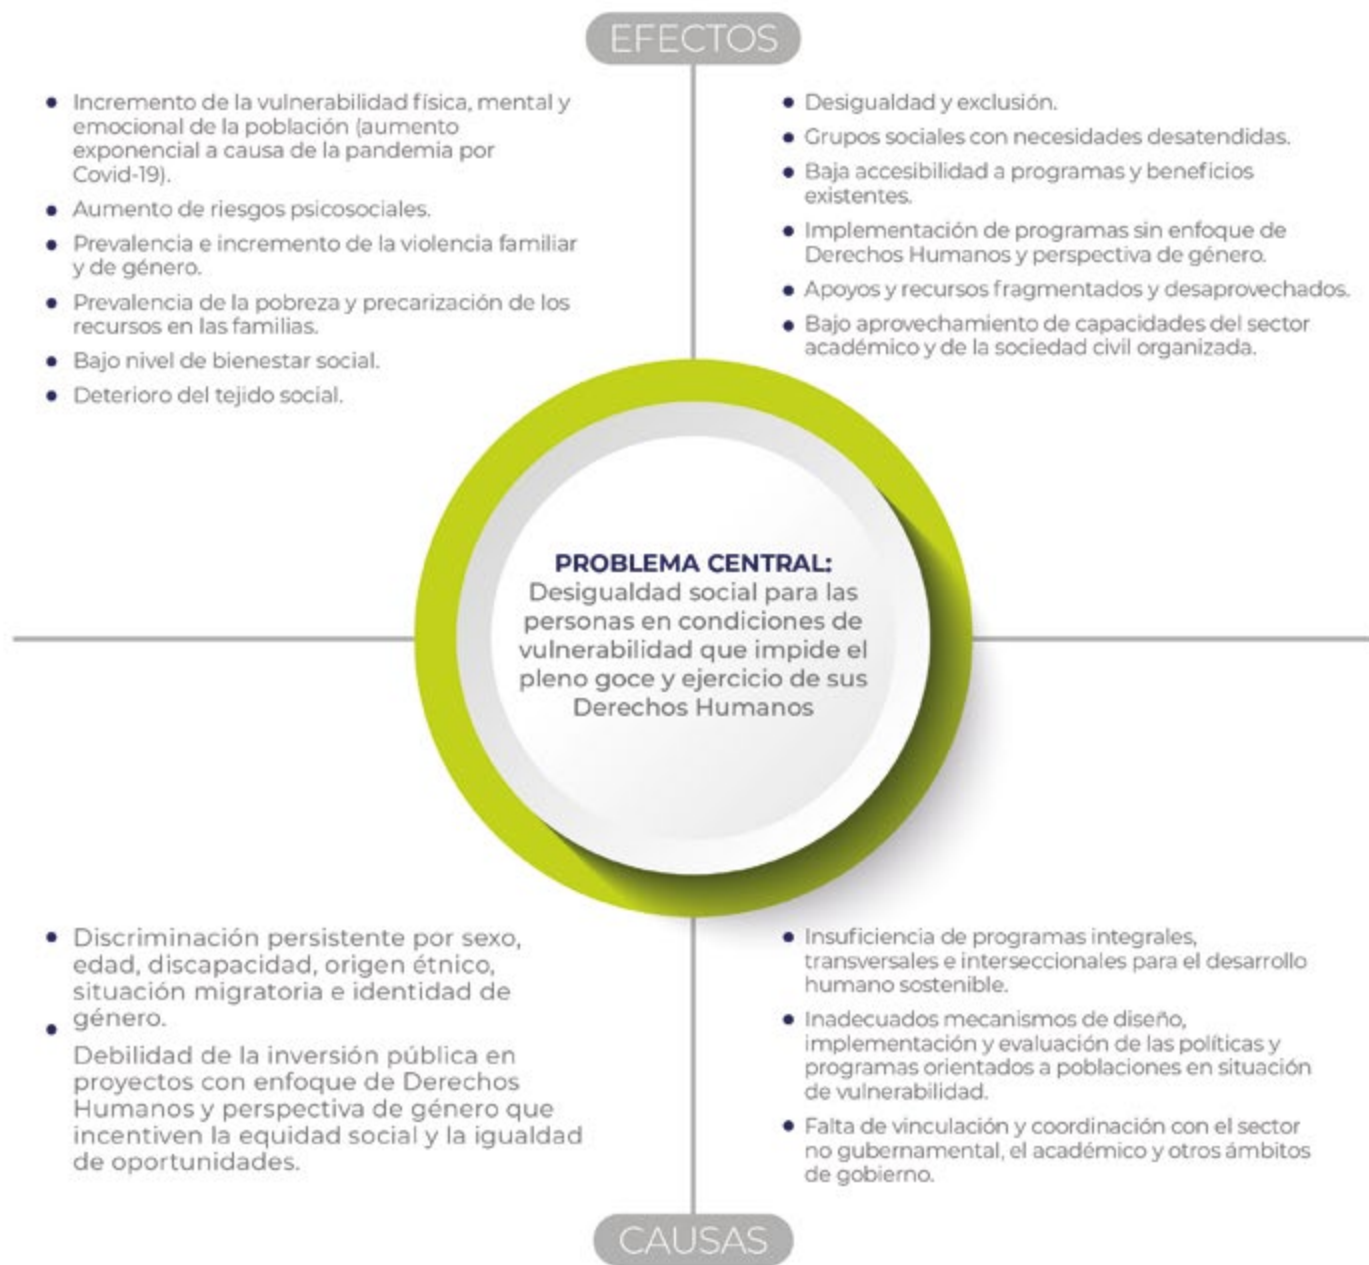 EFECTOS
• Incremento de la vulnerabilidad física, mental y
emocional de la población (aumento
exponencial a causa de la pandemia por
Covid-19).
• Aumento de riesgos psicosociales.
• Prevalencia e incremento de la violencia familiar
y de género.
• Prevalencia de la pobreza y precarización de los
recursos en las familias.
• Bajo nivel de bienestar social.
• Deterioro del tejido social.
• Desigualdad y exclusión.
• Grupos sociales con necesidades desatendidas.
• Baja accesibilidad a programas y beneficios
existentes.
• Implementación de programas sin enfoque de
Derechos Humanos y perspectiva de género.
• Apoyos y recursos fragmentados y desaprovechados.
• Bajo aprovechamiento de capacidades del sector
académico y de la sociedad civil organizada.
PROBLEMA CENTRAL:
Desigualdad social para las
personas en condiciones de
vulnerabilidad que impide el
pleno goce y ejercicio de sus
Derechos Humanos
• Discriminación persistente por sexo,
edad, discapacidad, origen étnico,
situación migratoria e identidad de
• género.
Debilidad de la inversión pública en
proyectos con enfoque de Derechos
Humanos y perspectiva de género que
incentiven la equidad social y la igualdad
de oportunidades.
• Insuficiencia de programas integrales,
transversales e interseccionales para el desarrollo
humano sostenible.
• Inadecuados mecanismos de diseño,
implementación y evaluación de las políticas y
programas orientados a poblaciones en situación
de vulnerabilidad.
• Falta de vinculación y coordinación con el sector
no gubernamental, el académico y otros ámbitos
de gobierno.
CAUSAS